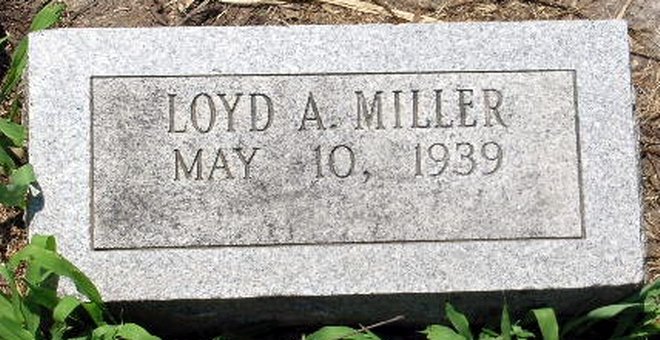 LOYD A. MILLER
MAY 10, 1939